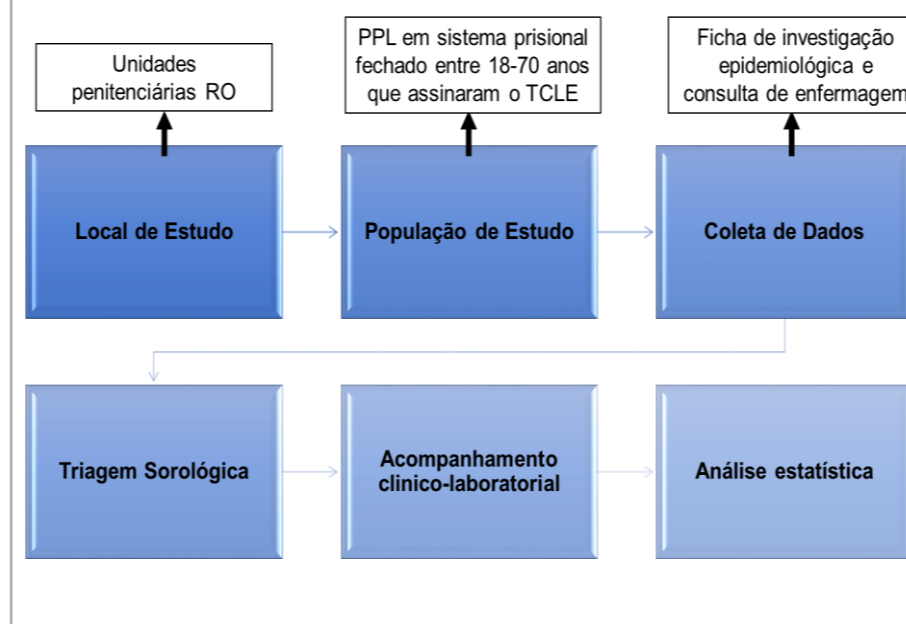 Unidades
penitenciárias RO
PPL em sistema prisional
fechado entre 18-70 anos
que assinaram o TCLE
Ficha de investigação
epidemiológica e
consulta de enfermagem
Local de Estudo
População de Estudo
Coleta de Dados
Triagem Sorológica
Acompanhamento
clinico-laboratorial
Análise estatística